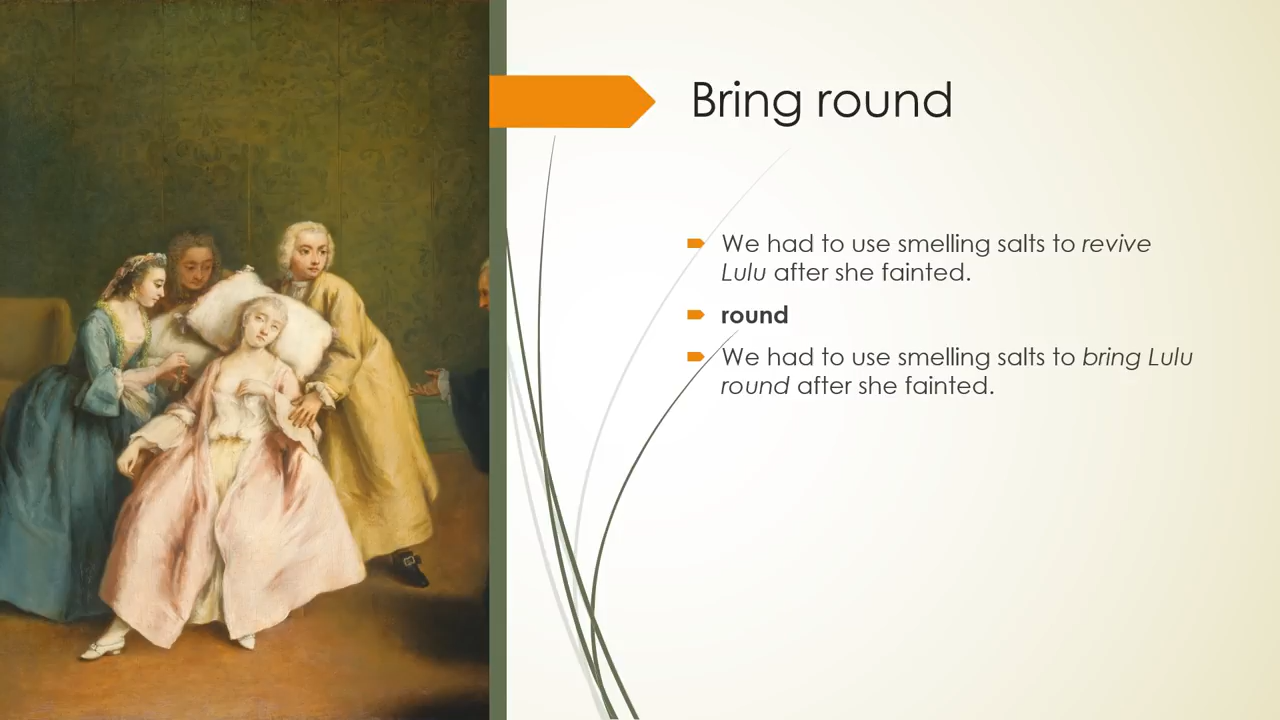 Bring round
We had to use smelling salts to revive
Lulu after she fainted.
round
We had to use smelling salts to bring Lulu
round after she fainted.